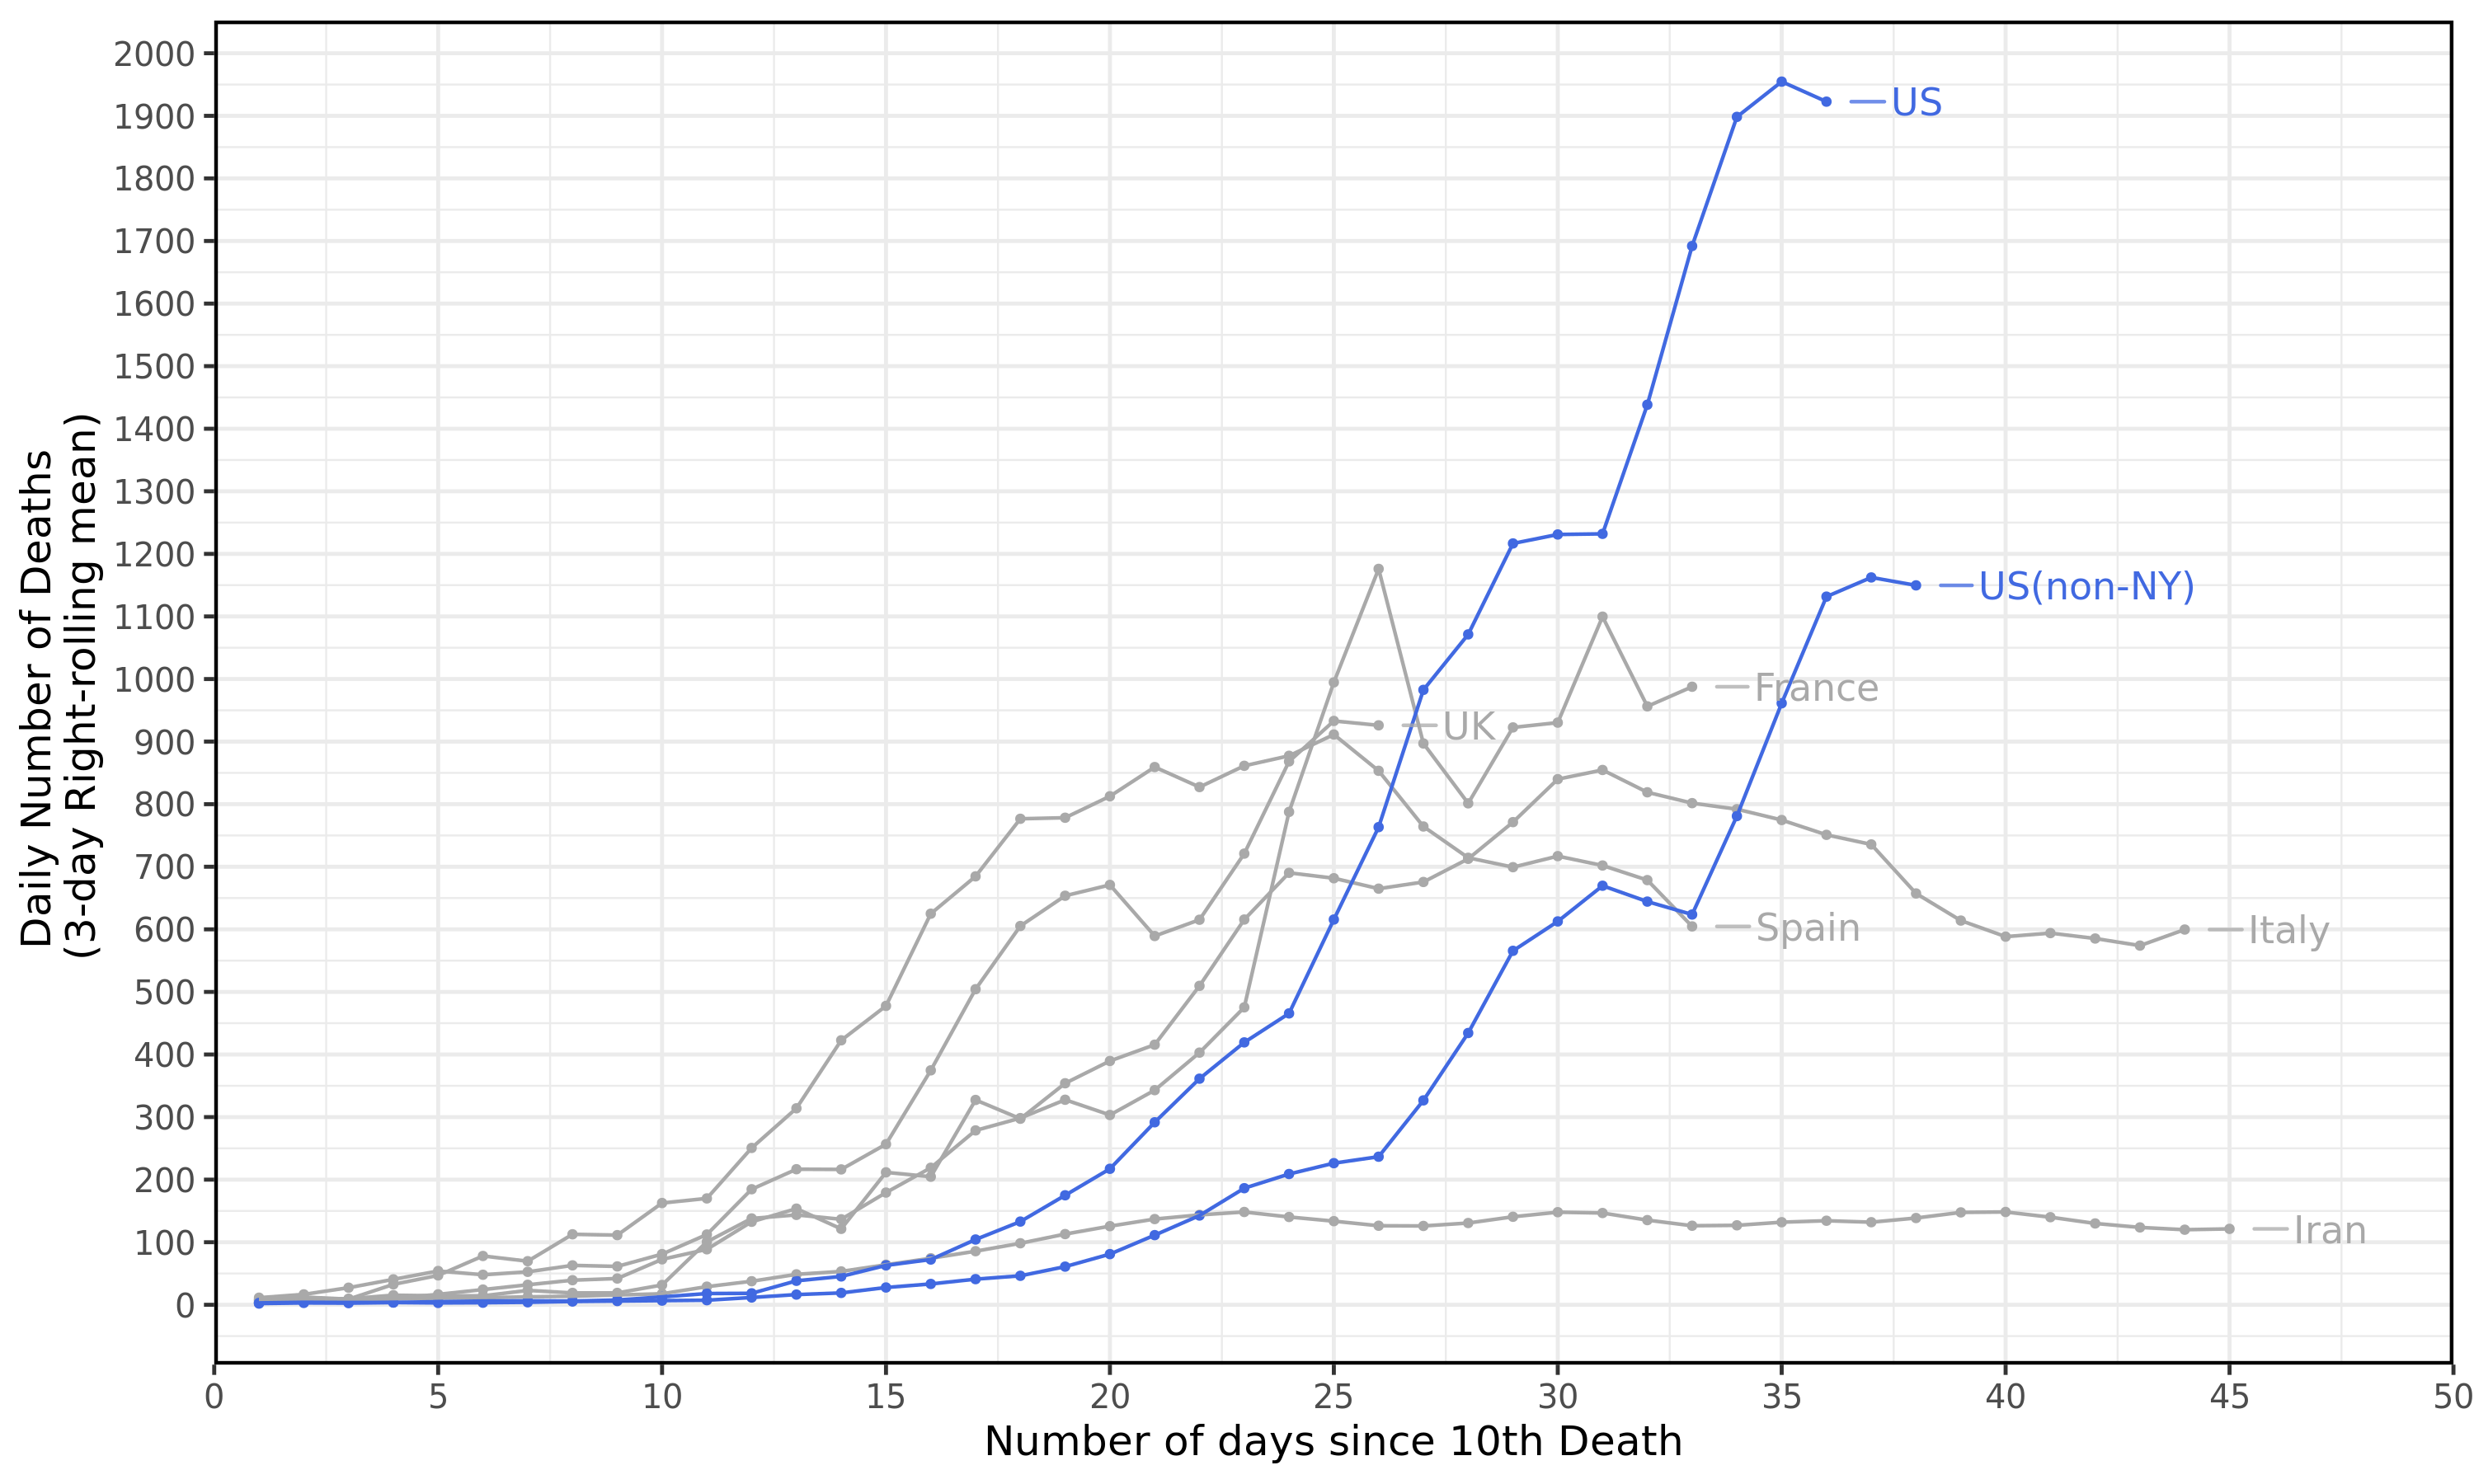 2000
1900
1800
1700
1600
1500
1400
1300
1200
1100
1000
900
800
700
600
500
400
300
200
100
0
Daily Number of Deaths
(3-day Right-rolling mean)
US
US(non-NY)
France
UK
Spain
Italy
Iran
0 5 10 15 20 25 30 35 40 45 50
Number of days since 10th Death